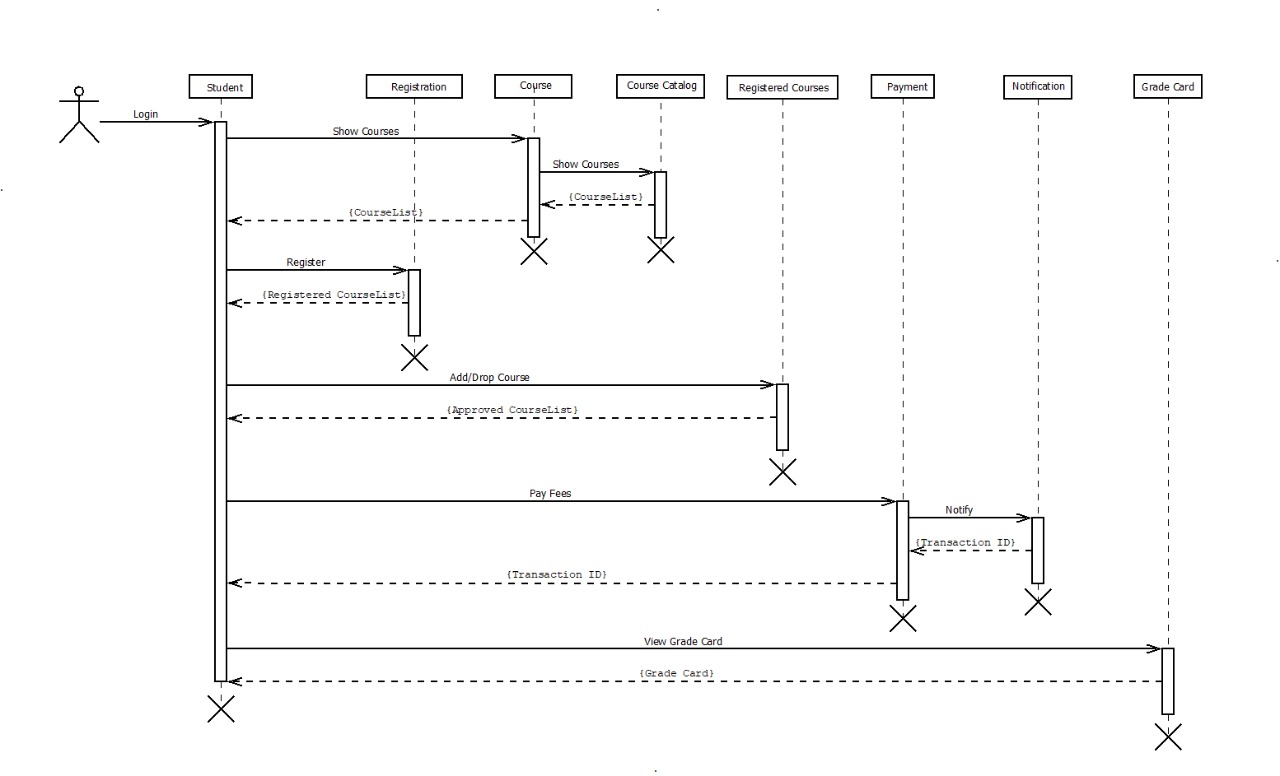 Student
Registration
Course
Course Catalog
Registered Courses
Payment
Notification
Grade Card
Login
Show Courses
Show Courses
{CourseList}
{CourseList}
Register
{Registered CourseList}
Add/Drop Course
{Approved CourseList}
Pay Fees
Notify
{Transaction ID}
{Transaction ID}
View Grade Card
{Grade Card}